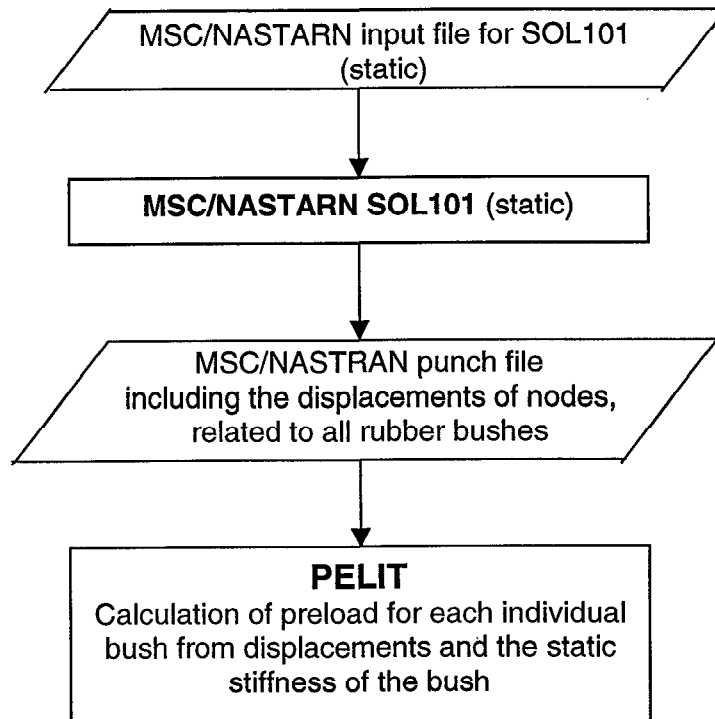 MSC/NASTARN input file for SOL101
(static)
MSC/NASTARN SOL101 (static)
MSC/NASTRAN punch file
including the displacements of nodes,
related to all rubber bushes
PELIT
Calculation of preload for each individual
bush from displacements and the static
stiffness of the bush